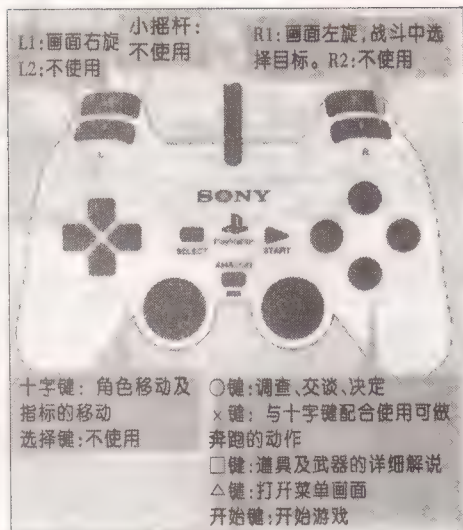 L1:画面右旋
L2:不使用
小摇杆:
不使用
R1:画面左旋,战斗中选
择目标。R2:不使用
L
R
SONY
PlayStation
SELECT
START
ANALOG
十字键: 角色移动及
指标的移动
选择键:不使用
○键:调查、交谈、决定
×键: 与十字键配合使用可做
奔跑的动作
□键:道具及武器的详细解说
△键:打开菜单画面
开始键:开始游戏